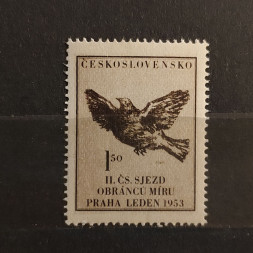 ČESKOSLOVENSKO
1.50
II. ČS. SJEZD
OBRÁNCŮ MÍRU
PRAHA LEDEN 1953